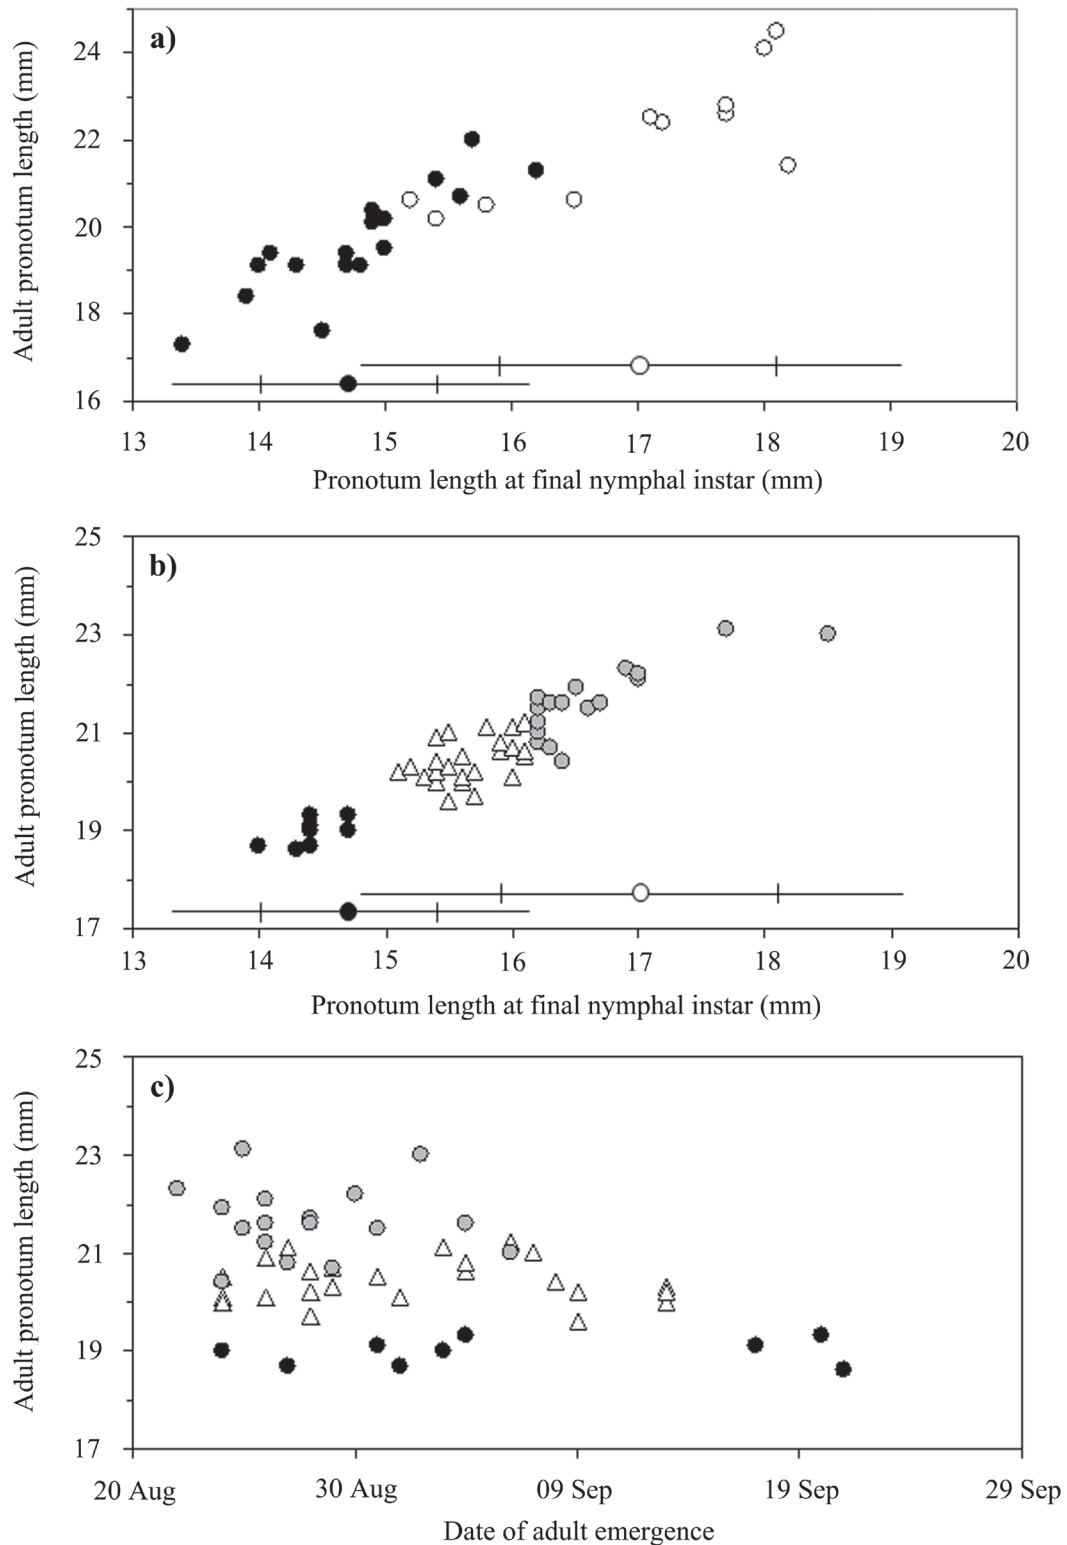 a)
Adult pronotum length (mm)
24
22
20
18
16
13 14 15 16 17 18 19 20
Pronotum length at final nymphal instar (mm)
b)
Adult pronotum length (mm)
25
23
21
19
17
13 14 15 16 17 18 19 20
Pronotum length at final nymphal instar (mm)
c)
Adult pronotum length (mm)
25
23
21
19
17
20 Aug 30 Aug 09 Sep 19 Sep 29 Sep
Date of adult emergence